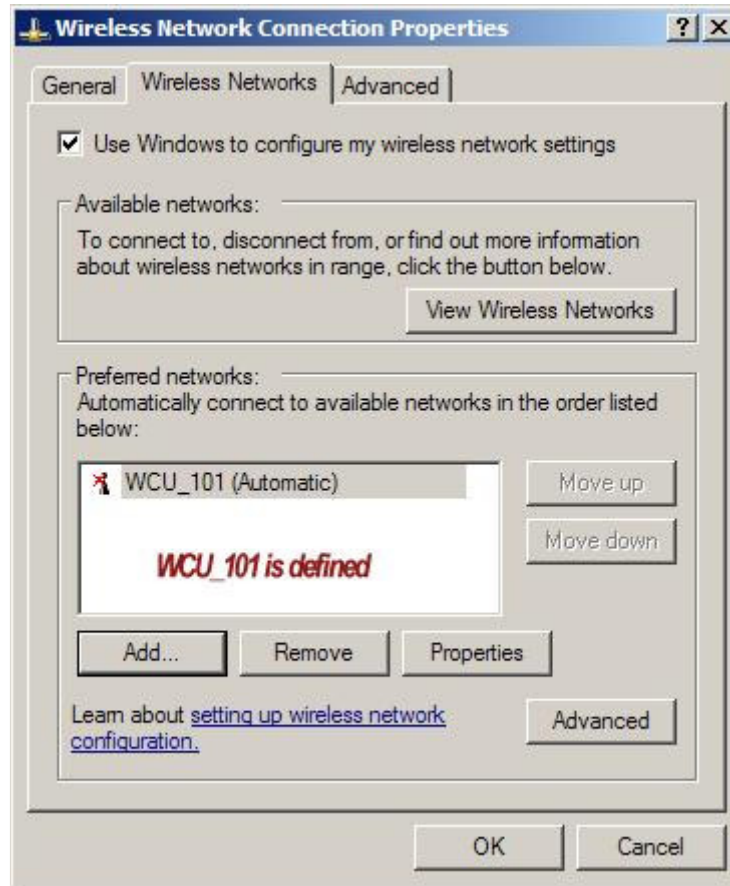 Wireless Network Connection Properties
General Wireless Networks Advanced
Use Windows to configure my wireless network settings
Available networks:
To connect to, disconnect from, or find out more information
about wireless networks in range, click the button below.
View Wireless Networks
Preferred networks:
Automatically connect to available networks in the order listed
below:
WCU_101 (Automatic)
Move up
WCU_101 is defined
Move down
Add... Remove Properties
Learn about setting up wireless network
configuration.
Advanced
OK Cancel